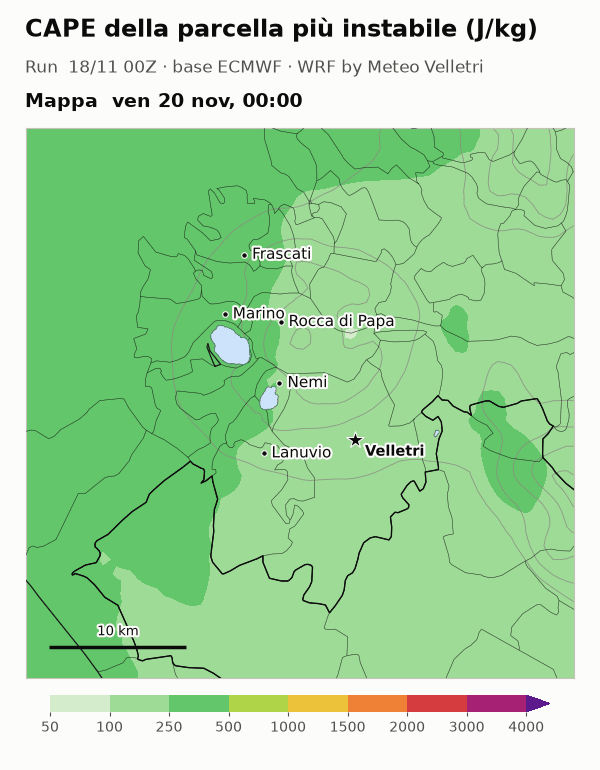 CAPE della parcella più instabile (J/kg)
Run  18/11 00Z · base ECMWF · WRF by Meteo Velletri
Mappa  ven 20 nov, 00:00
Frascati
Marino
Rocca di Papa
Nemi
Velletri
Lanuvio
10 km
50 100 250 500 1000 1500 2000 3000 4000